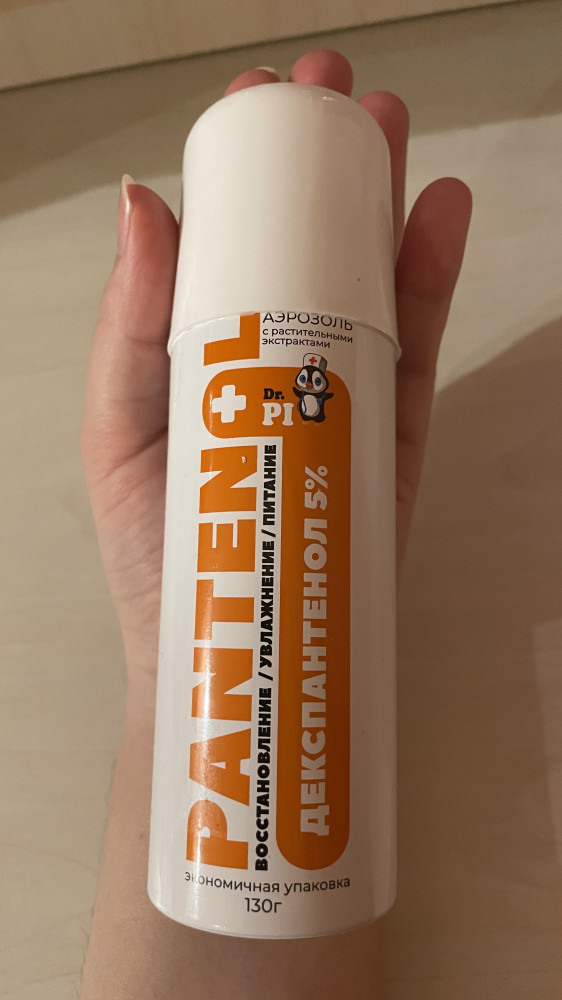 АЭРОЗОЛЬ
с растительными
экстрактами
Dr.
PI
PANTENOL
ВОССТАНОВЛЕНИЕ / УВЛАЖНЕНИЕ / ПИТАНИЕ
ДЕКСПАНТЕНОЛ 5%
экономичная упаковка
130г